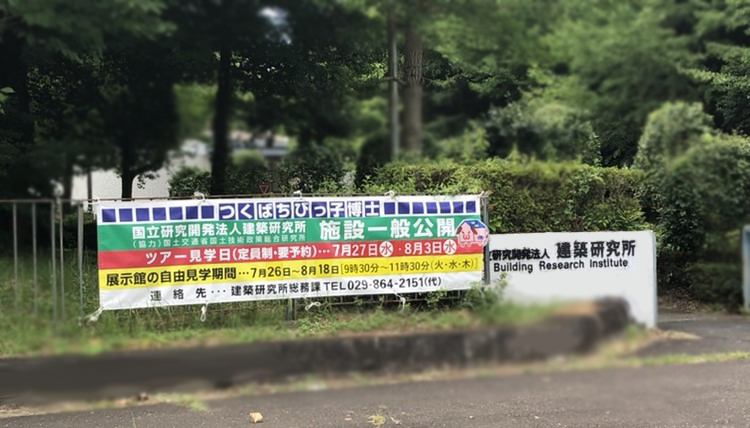 つくばちびっ子博士
国立研究開発法人建築研究所 施設一般公開
(協力)国土交通省国土技術政策総合研究所
ツアー見学日(定員制・要予約)…7月27日㊌・8月3日㊌
展示館の自由見学期間…7月26日~8月18日[9時30分~11時30分(火・水・木)]
連絡先…建築研究所総務課 TEL029-864-2151(代)
研究開発法人 建築研究所
Building Research Institute